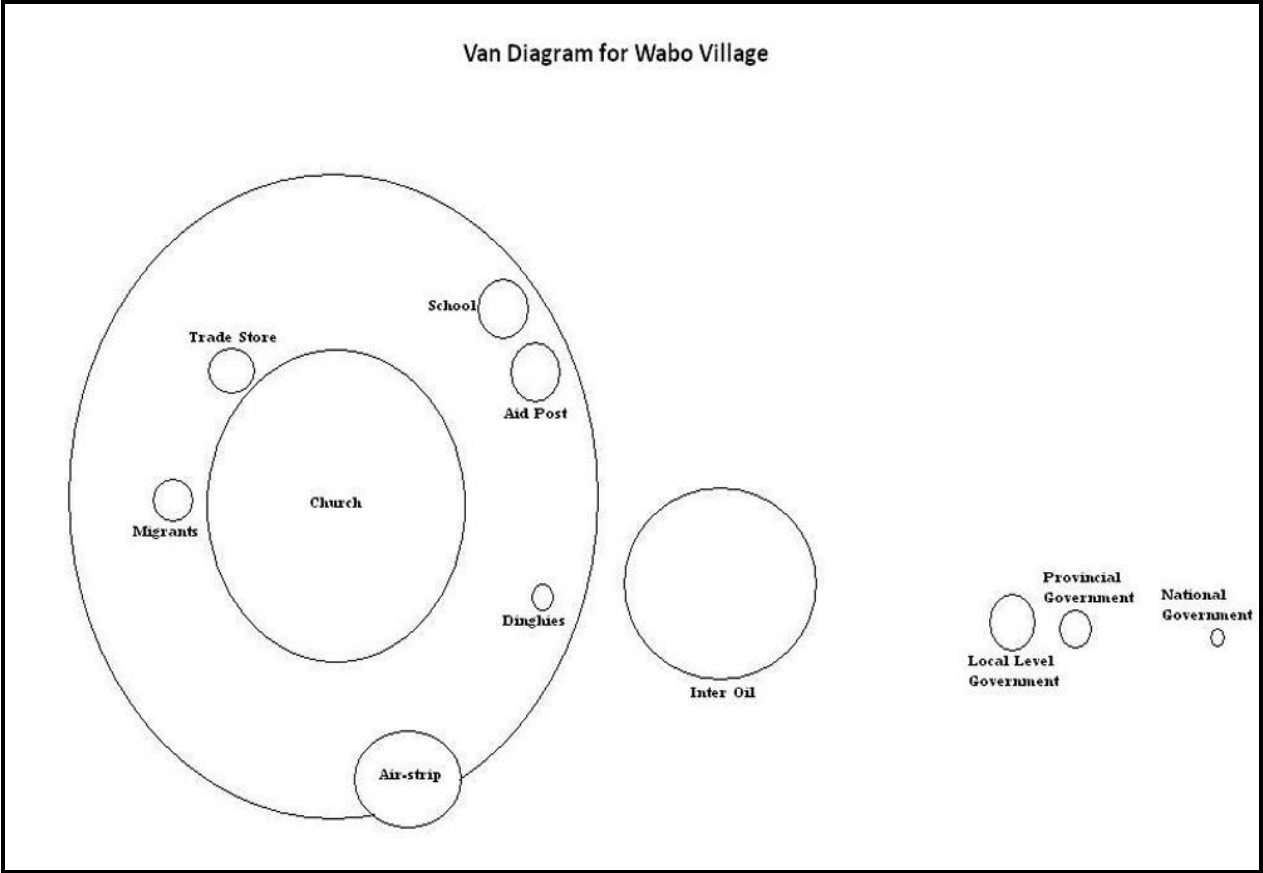 Van Diagram for Wabo Village
School
Trade Store
Aid Post
Church
Migrants
Dinghies
Air-strip
Inter Oil
Provincial
Government
National
Government
Local Level
Government